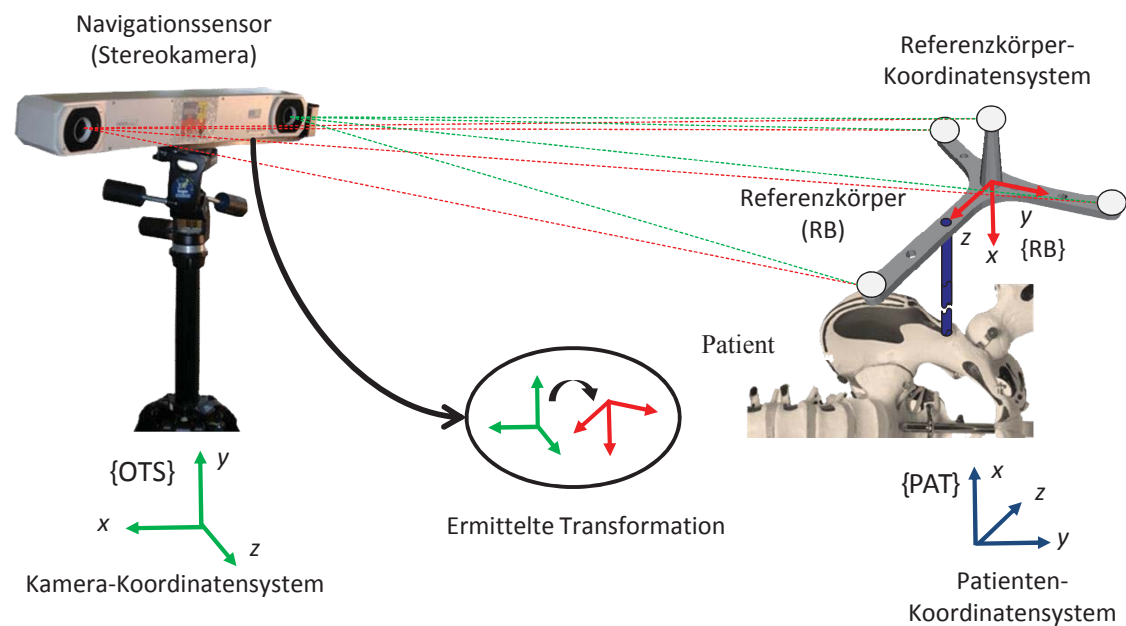 Navigationssensor
(Stereokamera)
Referenzkörper-
Koordinatensystem
Referenzkörper
(RB)
y
z
x
{RB}
Patient
{OTS}
y
x
z
Kamera-Koordinatensystem
Ermittelte Transformation
{PAT}
x
z
y
Patienten-
Koordinatensystem